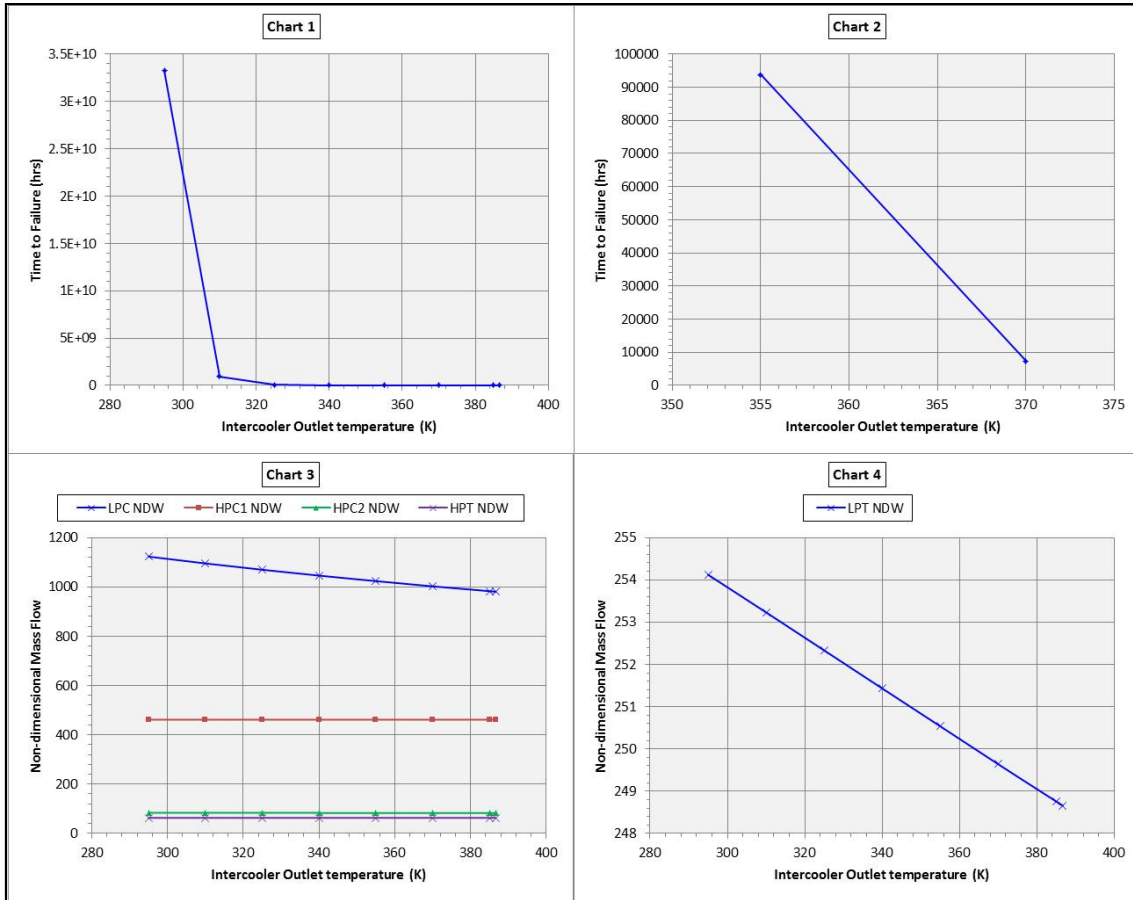 Chart 1
Time to Failure (hrs)
3.5E+10
3E+10
2.5E+10
2E+10
1.5E+10
1E+10
5E+09
0
280 300 320 340 360 380 400
Intercooler Outlet temperature (K)
Chart 2
Time to Failure (hrs)
100000
90000
80000
70000
60000
50000
40000
30000
20000
10000
0
350 355 360 365 370 375
Intercooler Outlet temperature (K)
Chart 3
LPC NDW HPC1 NDW HPC2 NDW HPT NDW
Non-dimensional Mass Flow
1200
1000
800
600
400
200
0
280 300 320 340 360 380 400
Intercooler Outlet temperature (K)
Chart 4
LPT NDW
Non-dimensional Mass Flow
255
254
253
252
251
250
249
248
280 300 320 340 360 380 400
Intercooler Outlet temperature (K)